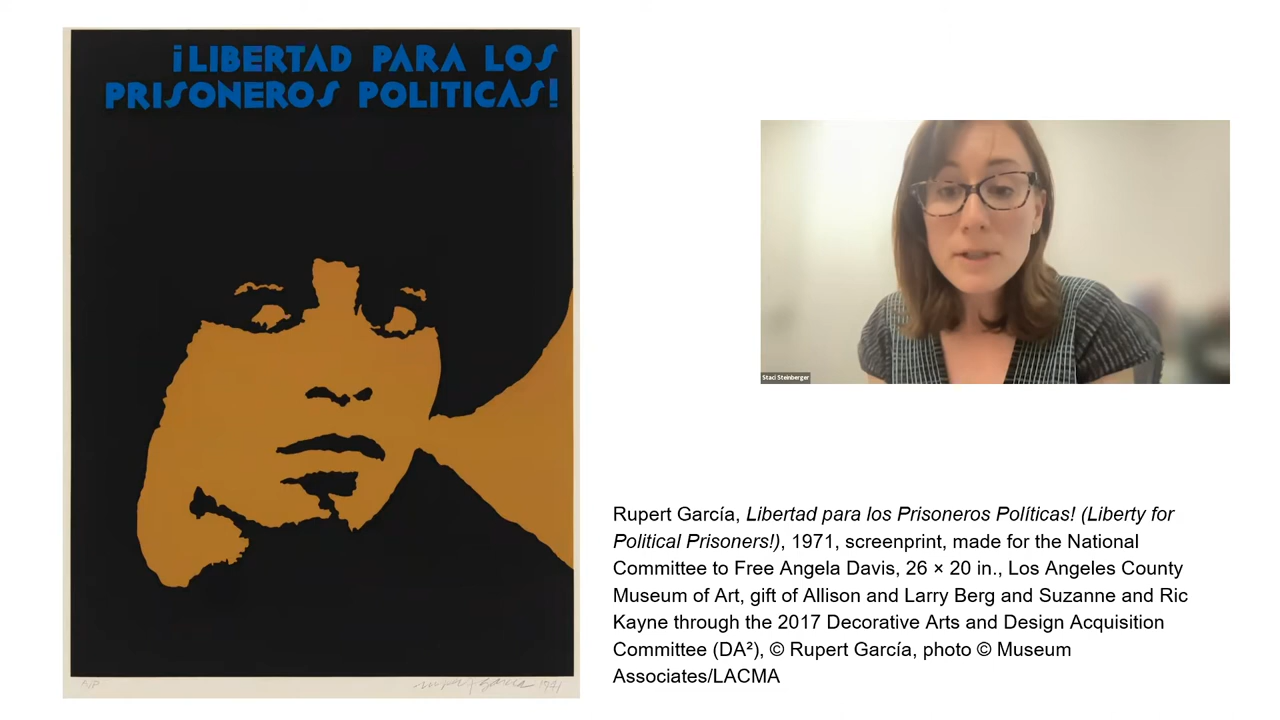 ¡LIBERTAD PARA LOS
PRISONEROS POLITICAS!
A/P
Rupert García 1971
Staci Steinberger
Rupert García, Libertad para los Prisoneros Políticas! (Liberty for
Political Prisoners!), 1971, screenprint, made for the National
Committee to Free Angela Davis, 26 × 20 in., Los Angeles County
Museum of Art, gift of Allison and Larry Berg and Suzanne and Ric
Kayne through the 2017 Decorative Arts and Design Acquisition
Committee (DA²), © Rupert García, photo © Museum
Associates/LACMA